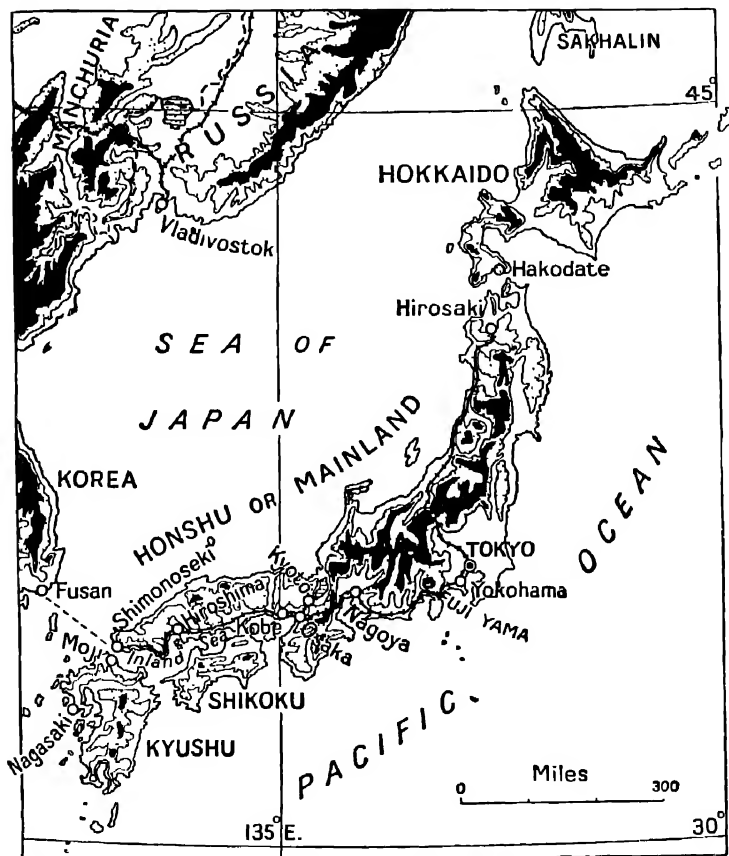 MANCHURIA
RUSSIA
SAKHALIN
45°
HOKKAIDO
Vladivostok
Hakodate
Hirosaki
SEA OF
JAPAN
KOREA
HONSHU OR MAINLAND
OCEAN
Fusan
Shimonoseki
Hiroshima
Kyoto
TOKYO
Yokohama
FUJI YAMA
Nagoya
Kobe
Osaka
Moji
Inland Sea
SHIKOKU
Nagasaki
KYUSHU
PACIFIC
Miles
0 300
135° E.
30°